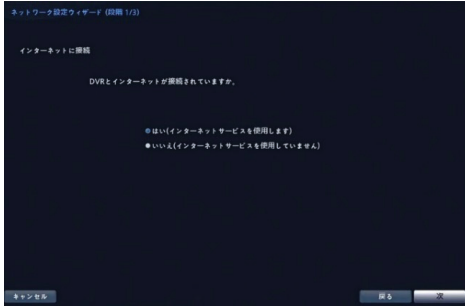 ネットワーク設定ウィザード (段階 1/3)
インターネットに接続
DVRとインターネットが接続されていますか。
はい(インターネットサービスを使用します)
いいえ(インターネットサービスを使用していません)
キャンセル
戻る
次